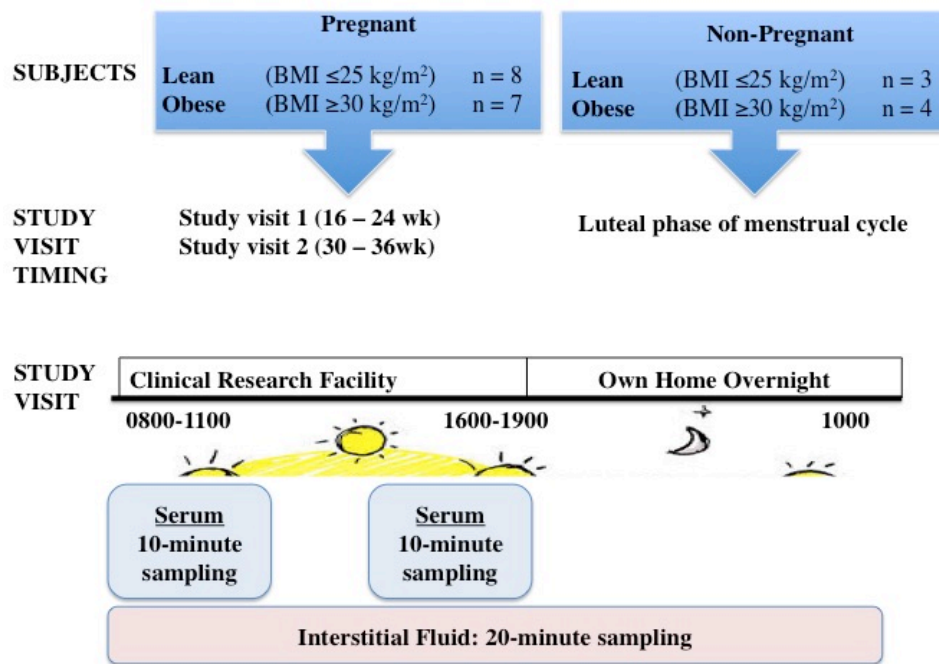 Pregnant
Lean (BMI ≤25 kg/m²) n = 8
Obese (BMI ≥30 kg/m²) n = 7
Non-Pregnant
Lean (BMI ≤25 kg/m²) n = 3
Obese (BMI ≥30 kg/m²) n = 4
SUBJECTS
STUDY
VISIT
TIMING
Study visit 1 (16 – 24 wk)
Study visit 2 (30 – 36wk)
Luteal phase of menstrual cycle
STUDY
VISIT
Clinical Research Facility
Own Home Overnight
0800-1100
1600-1900
1000
Serum
10-minute
sampling
Serum
10-minute
sampling
Interstitial Fluid: 20-minute sampling